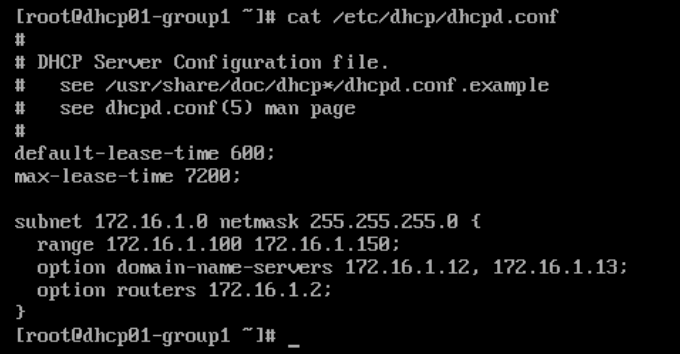 [root@dhcp01-group1 ~]# cat /etc/dhcp/dhcpd.conf
#
# DHCP Server Configuration file.
#   see /usr/share/doc/dhcp*/dhcpd.conf.example
#   see dhcpd.conf(5) man page
#
default-lease-time 600;
max-lease-time 7200;

subnet 172.16.1.0 netmask 255.255.255.0 {
  range 172.16.1.100 172.16.1.150;
  option domain-name-servers 172.16.1.12, 172.16.1.13;
  option routers 172.16.1.2;
}
[root@dhcp01-group1 ~]# _